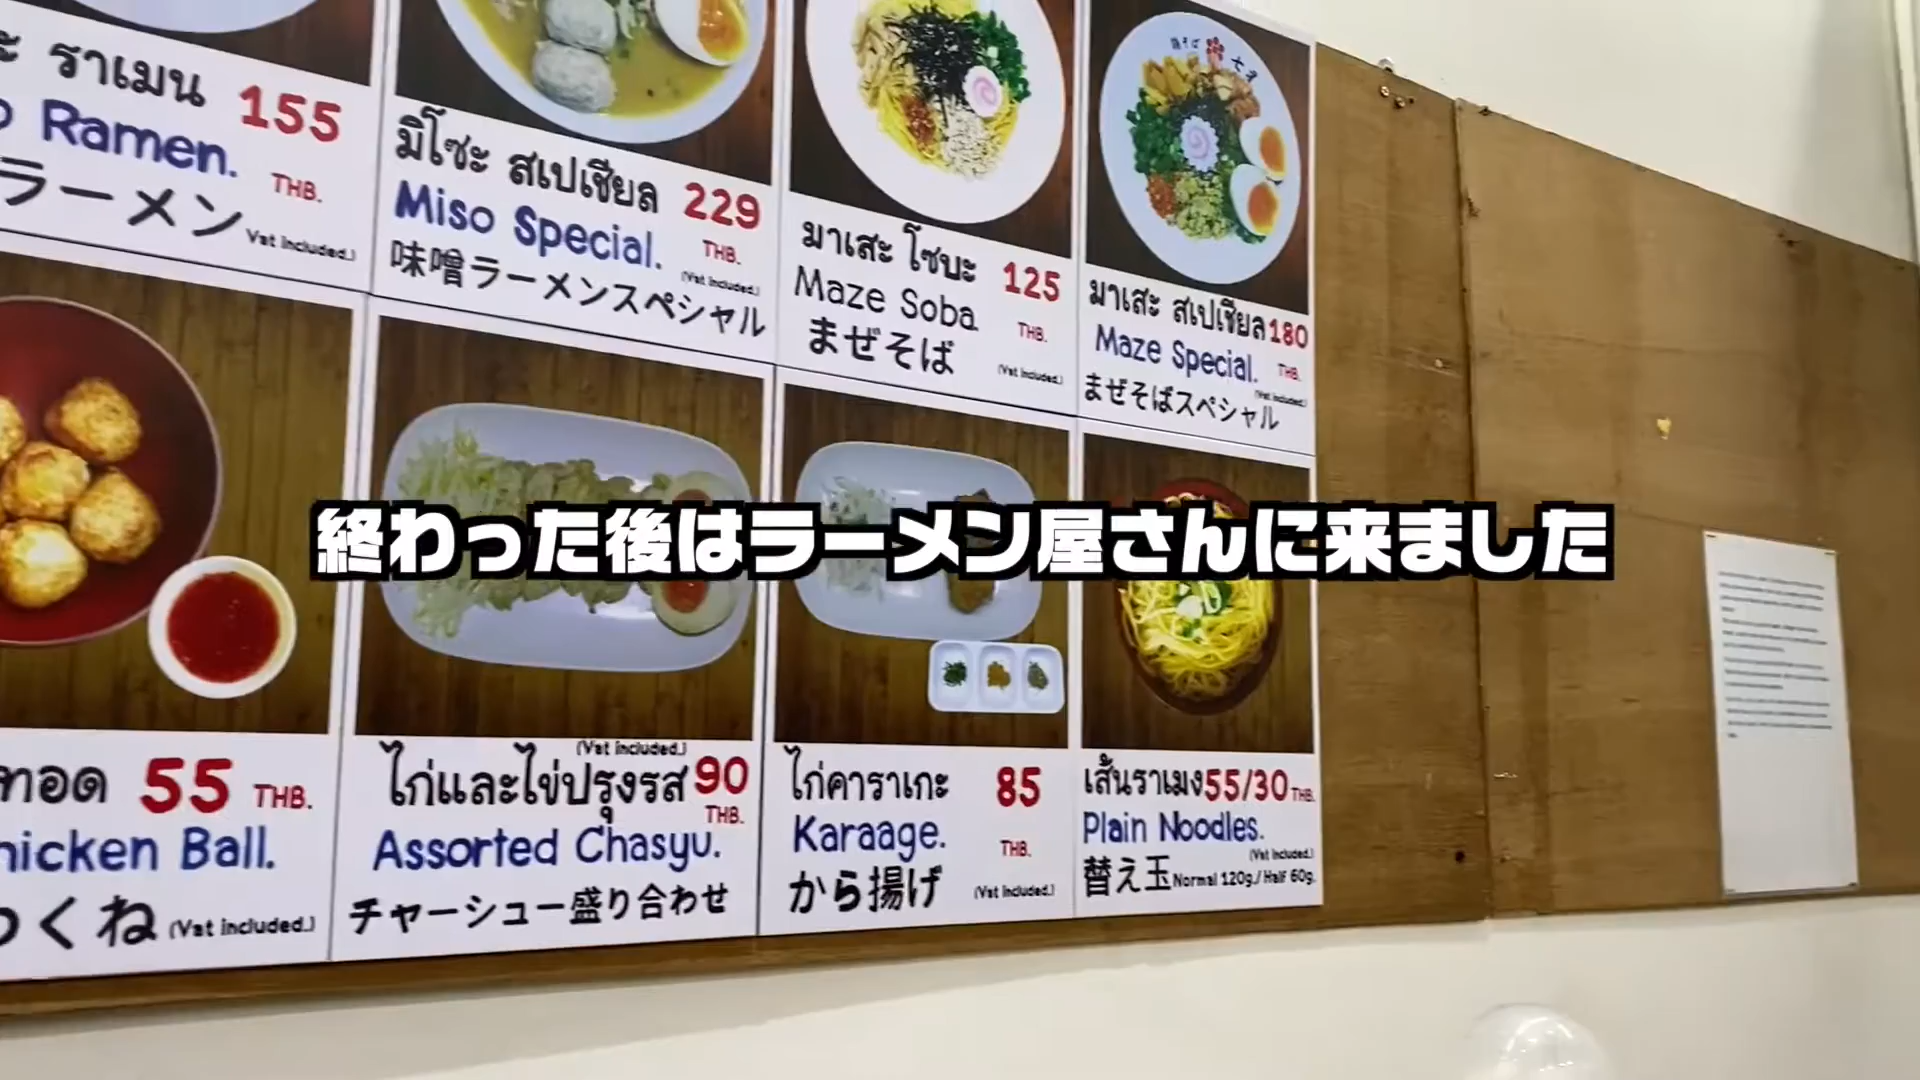 ะ ราเมน 155
Ramen. THB.
ラーメン (Vat included.)
มิโซะ สเปเชียล 229
Miso Special. THB.
(Vat included.)
味噌ラーメンスペシャル
มาเสะ โซบะ 125
Maze Soba. THB.
まぜそば (Vat included.)
麺そば 七星
มาเสะ สเปเชียล 180
Maze Special. THB.
(Vat included.)
まぜそばスペシャル
終わった後はラーメン屋さんに来ました
ทอด 55 THB.
hicken Ball.
くね (Vat included.)
(Vat included.)
ไก่และไข่ปรุงรส 90
THB.
Assorted Chasyu.
チャーシュー盛り合わせ
ไก่คาราเกะ 85
Karaage. THB.
から揚げ (Vat included.)
เส้นราเมง 55/30 THB.
Plain Noodles.
(Vat included.)
替え玉 Normal 120g./Half 60g.